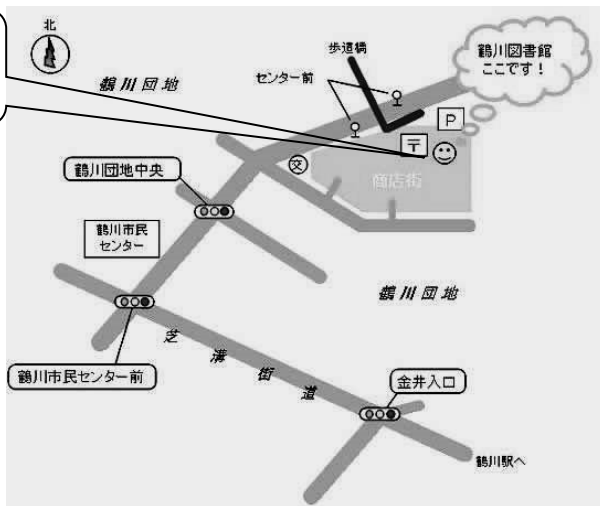 北
歩道橋
鶴川図書館
ここです！
鶴川団地
センター前
P
〒
交
鶴川団地中央
商店街
鶴川市民
センター
鶴川団地
芝溝街道
鶴川市民センター前
金井入口
鶴川駅へ